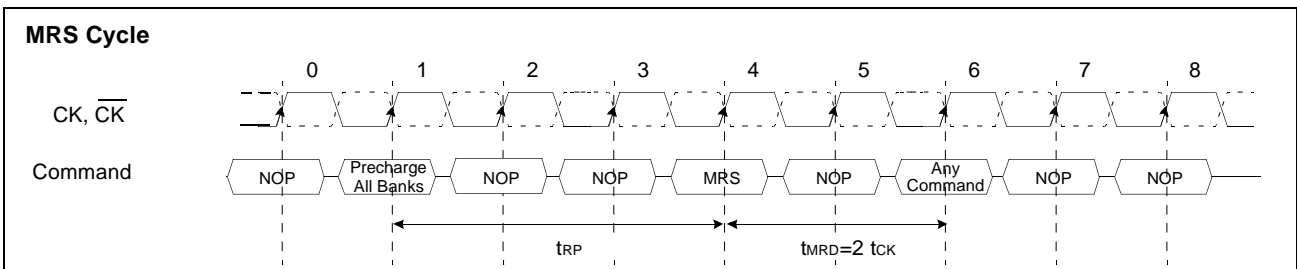 MRS Cycle
0 1 2 3 4 5 6 7 8
CK, C̅K̅
Command NOP Precharge All Banks NOP NOP MRS NOP Any Command NOP NOP
tRP tMRD=2 tCK